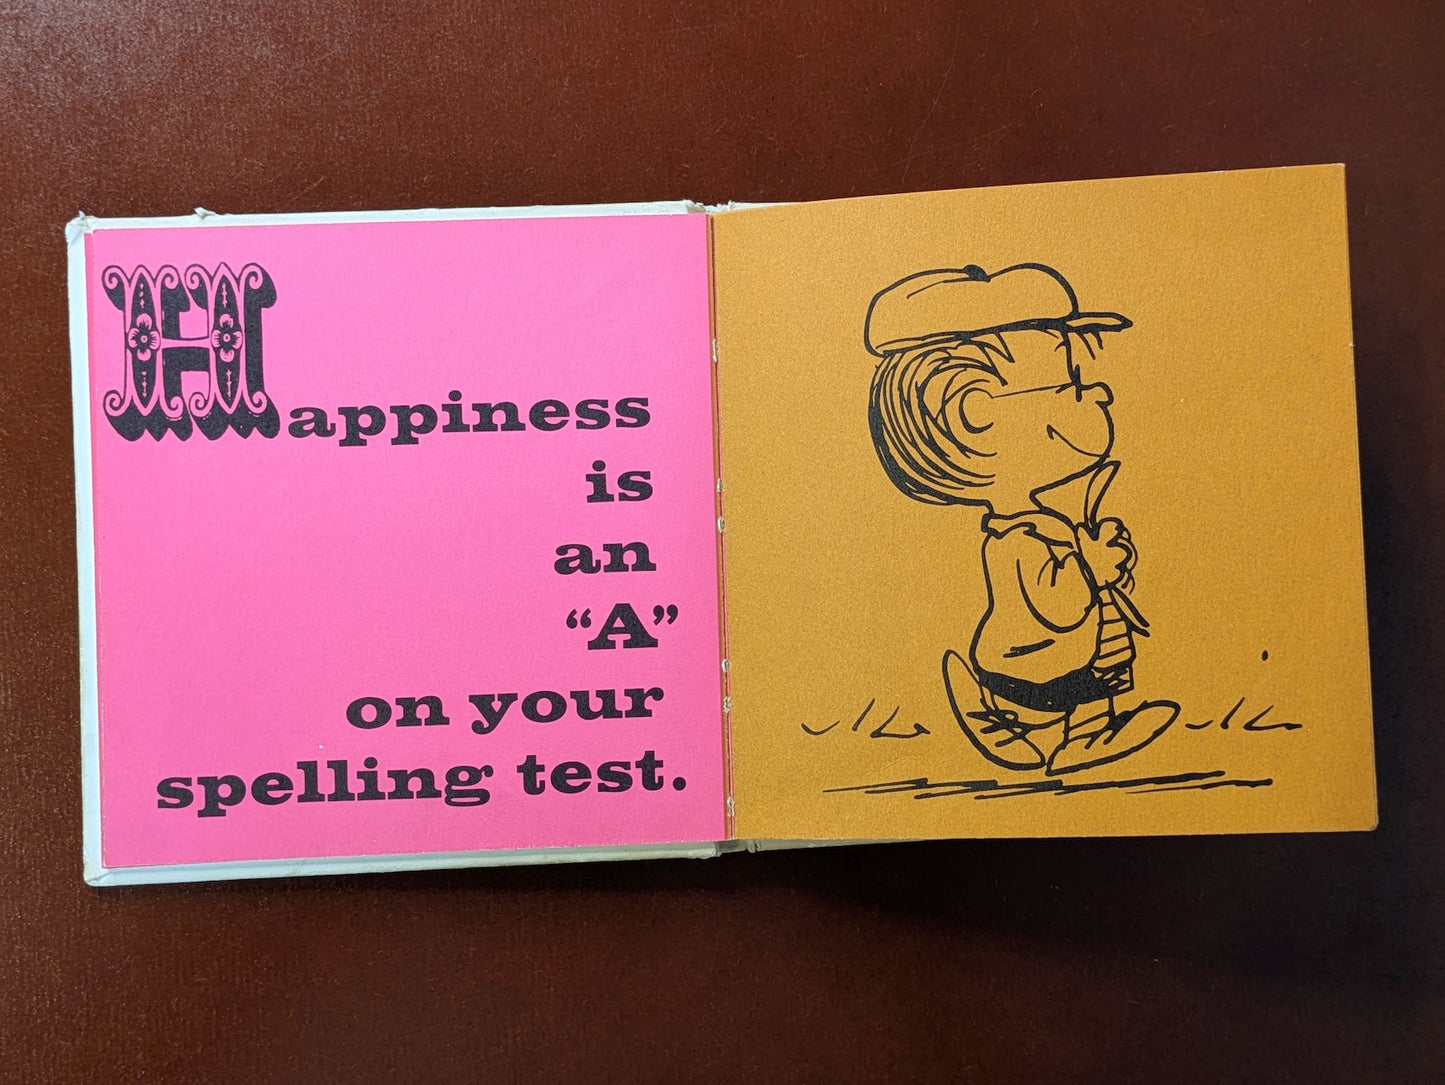 Happiness
is
an
“A”
on your
spelling test.